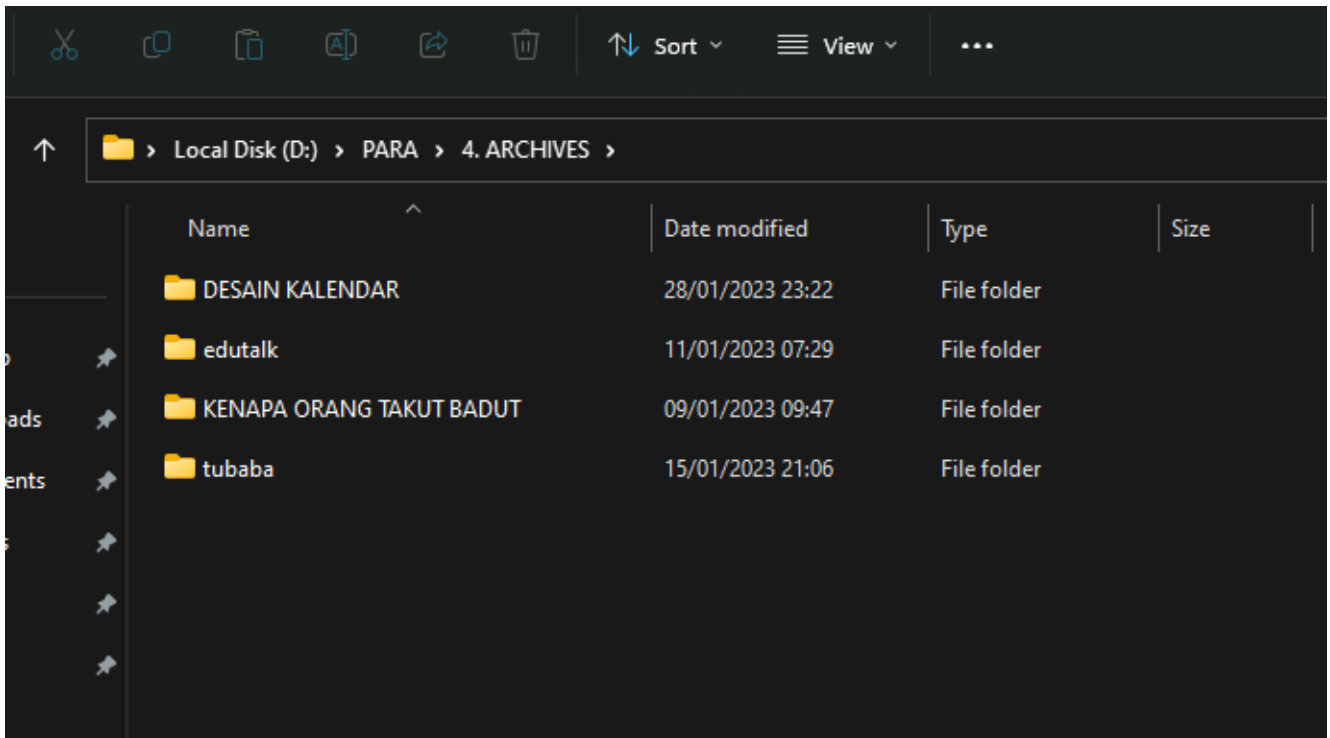 Sort View
Local Disk (D:) > PARA > 4. ARCHIVES >
Name Date modified Type Size
DESAIN KALENDAR 28/01/2023 23:22 File folder
edutalk 11/01/2023 07:29 File folder
KENAPA ORANG TAKUT BADUT 09/01/2023 09:47 File folder
oads
tubaba 15/01/2023 21:06 File folder
ents